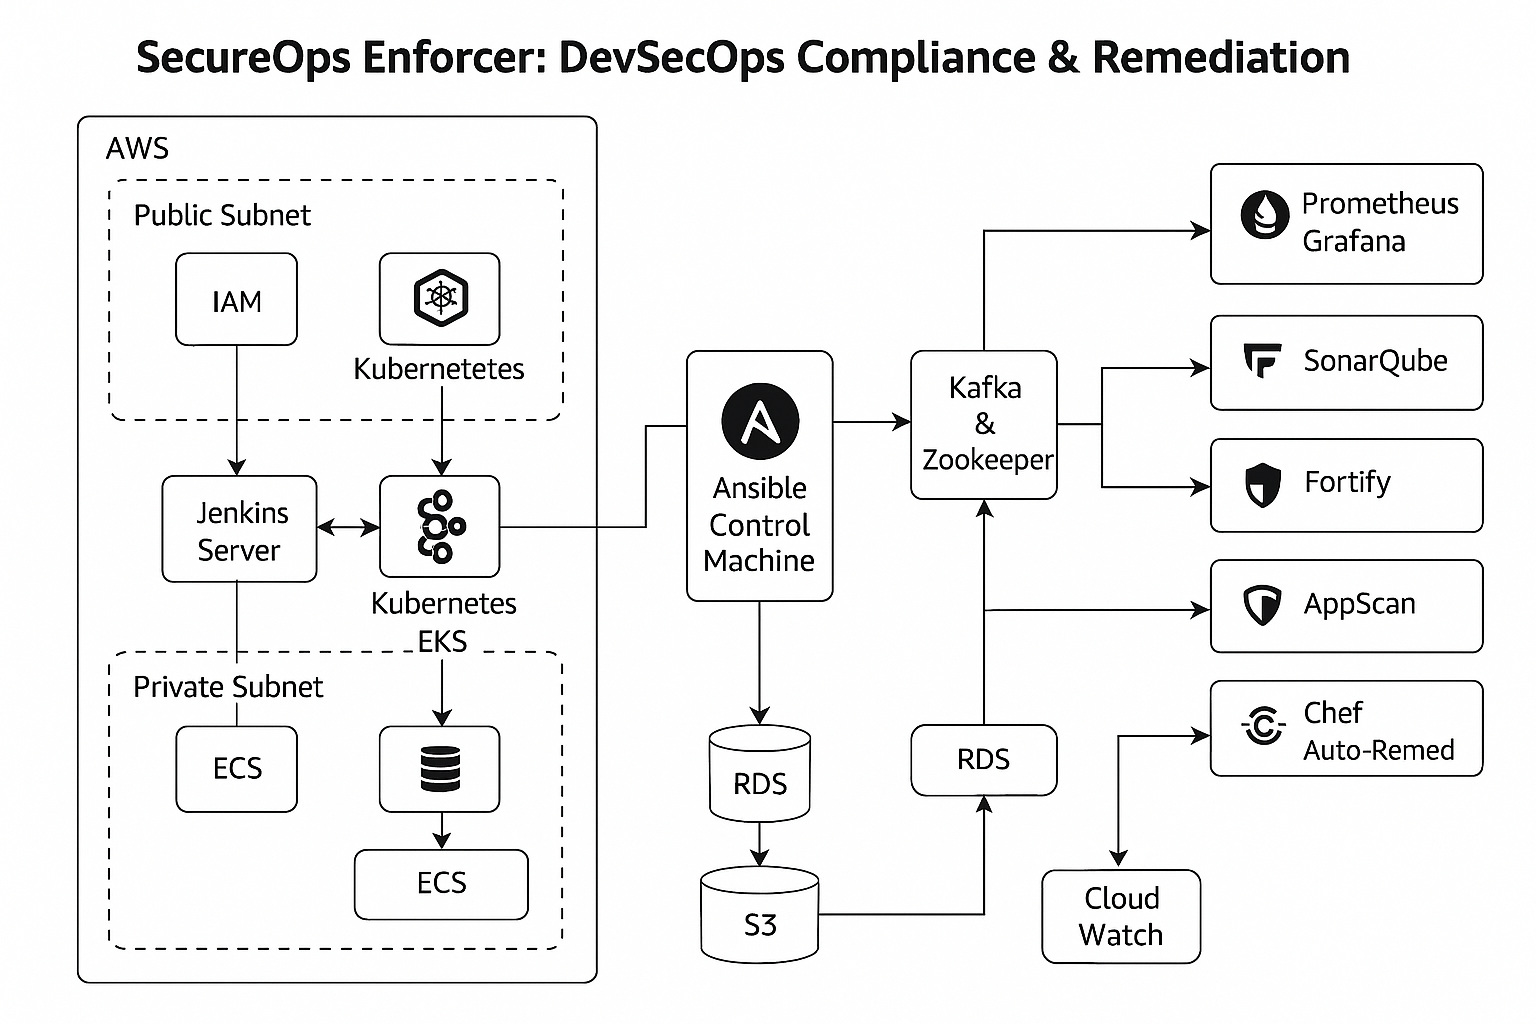 SecureOps Enforcer: DevSecOps Compliance & Remediation
AWS
Public Subnet
IAM
Kubernetetes
Jenkins
Server
Kubernetes
EKS
Private Subnet
ECS
ECS
Ansible
Control
Machine
RDS
S3
Kafka
&
Zookeeper
RDS
Prometheus
Grafana
SonarQube
Fortify
AppScan
Chef
Auto-Remed
Cloud
Watch